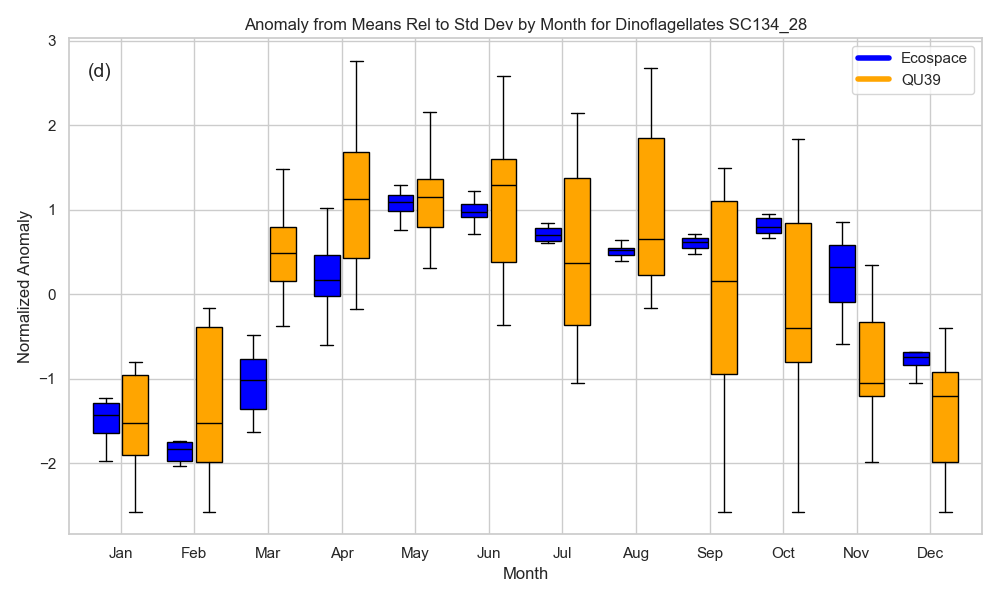 Anomaly from Means Rel to Std Dev by Month for Dinoflagellates SC134_28
(d)
Ecospace
QU39
Normalized Anomaly
3
2
1
0
−1
−2
Jan Feb Mar Apr May Jun Jul Aug Sep Oct Nov Dec
Month